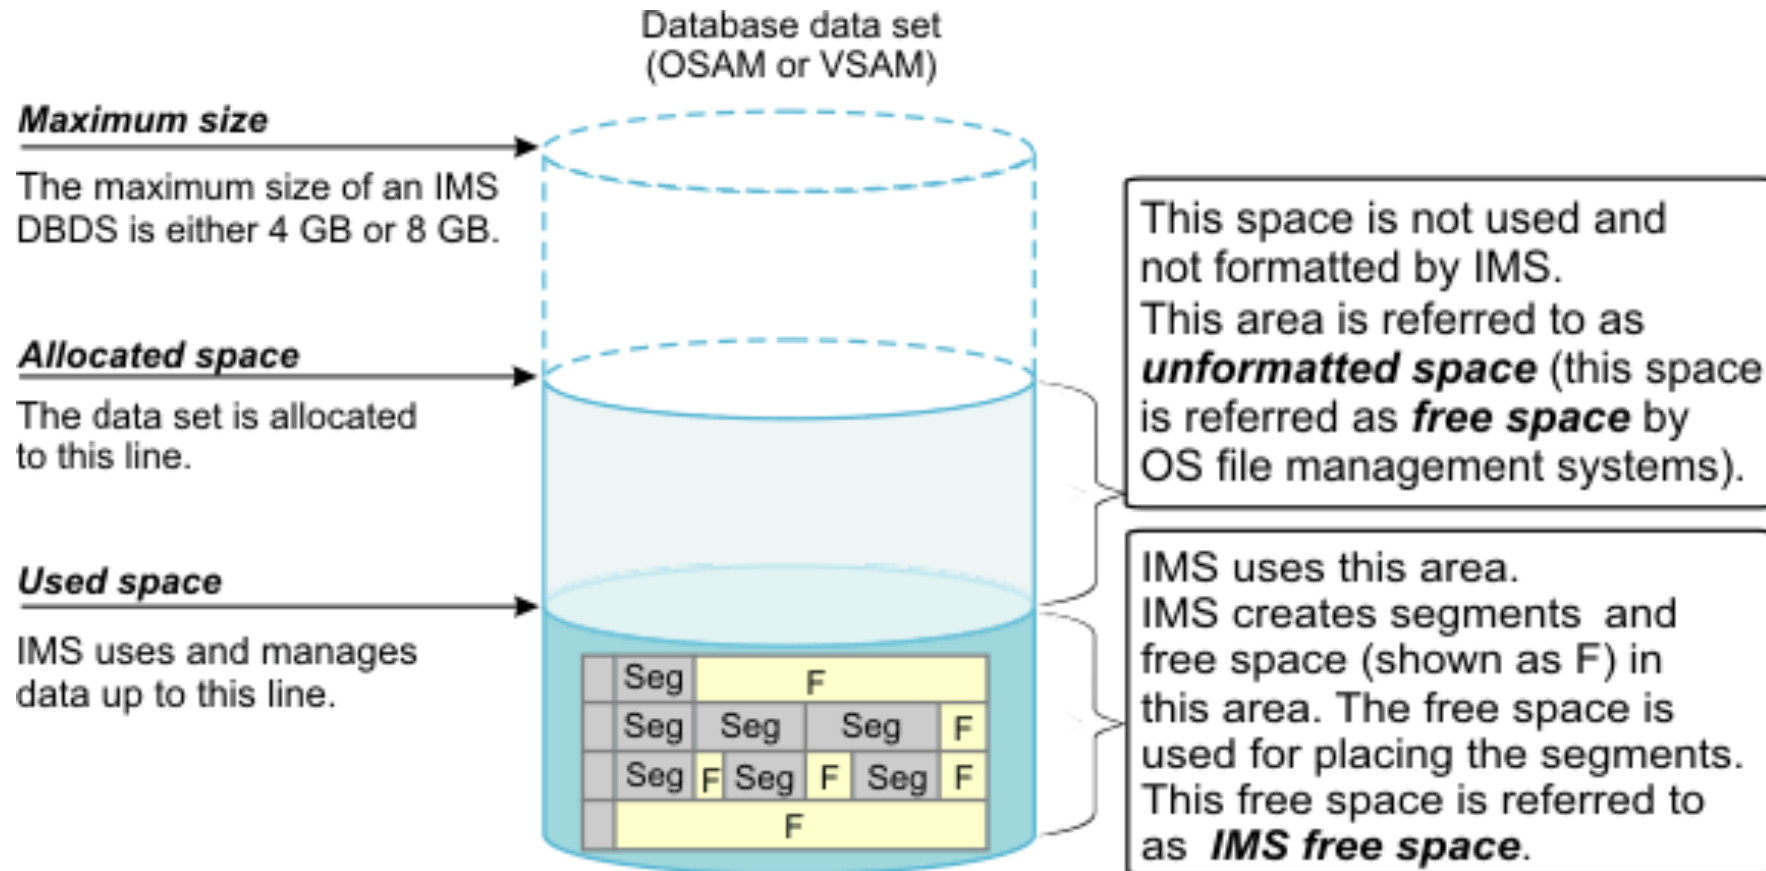 Database data set
(OSAM or VSAM)
Maximum size
The maximum size of an IMS
DBDS is either 4 GB or 8 GB.
Allocated space
The data set is allocated
to this line.
Used space
IMS uses and manages
data up to this line.
Seg F
Seg Seg Seg F
Seg F Seg F Seg F
F
This space is not used and
not formatted by IMS.
This area is referred to as
unformatted space (this space
is referred as free space by
OS file management systems).
IMS uses this area.
IMS creates segments and
free space (shown as F) in
this area. The free space is
used for placing the segments.
This free space is referred to
as IMS free space.